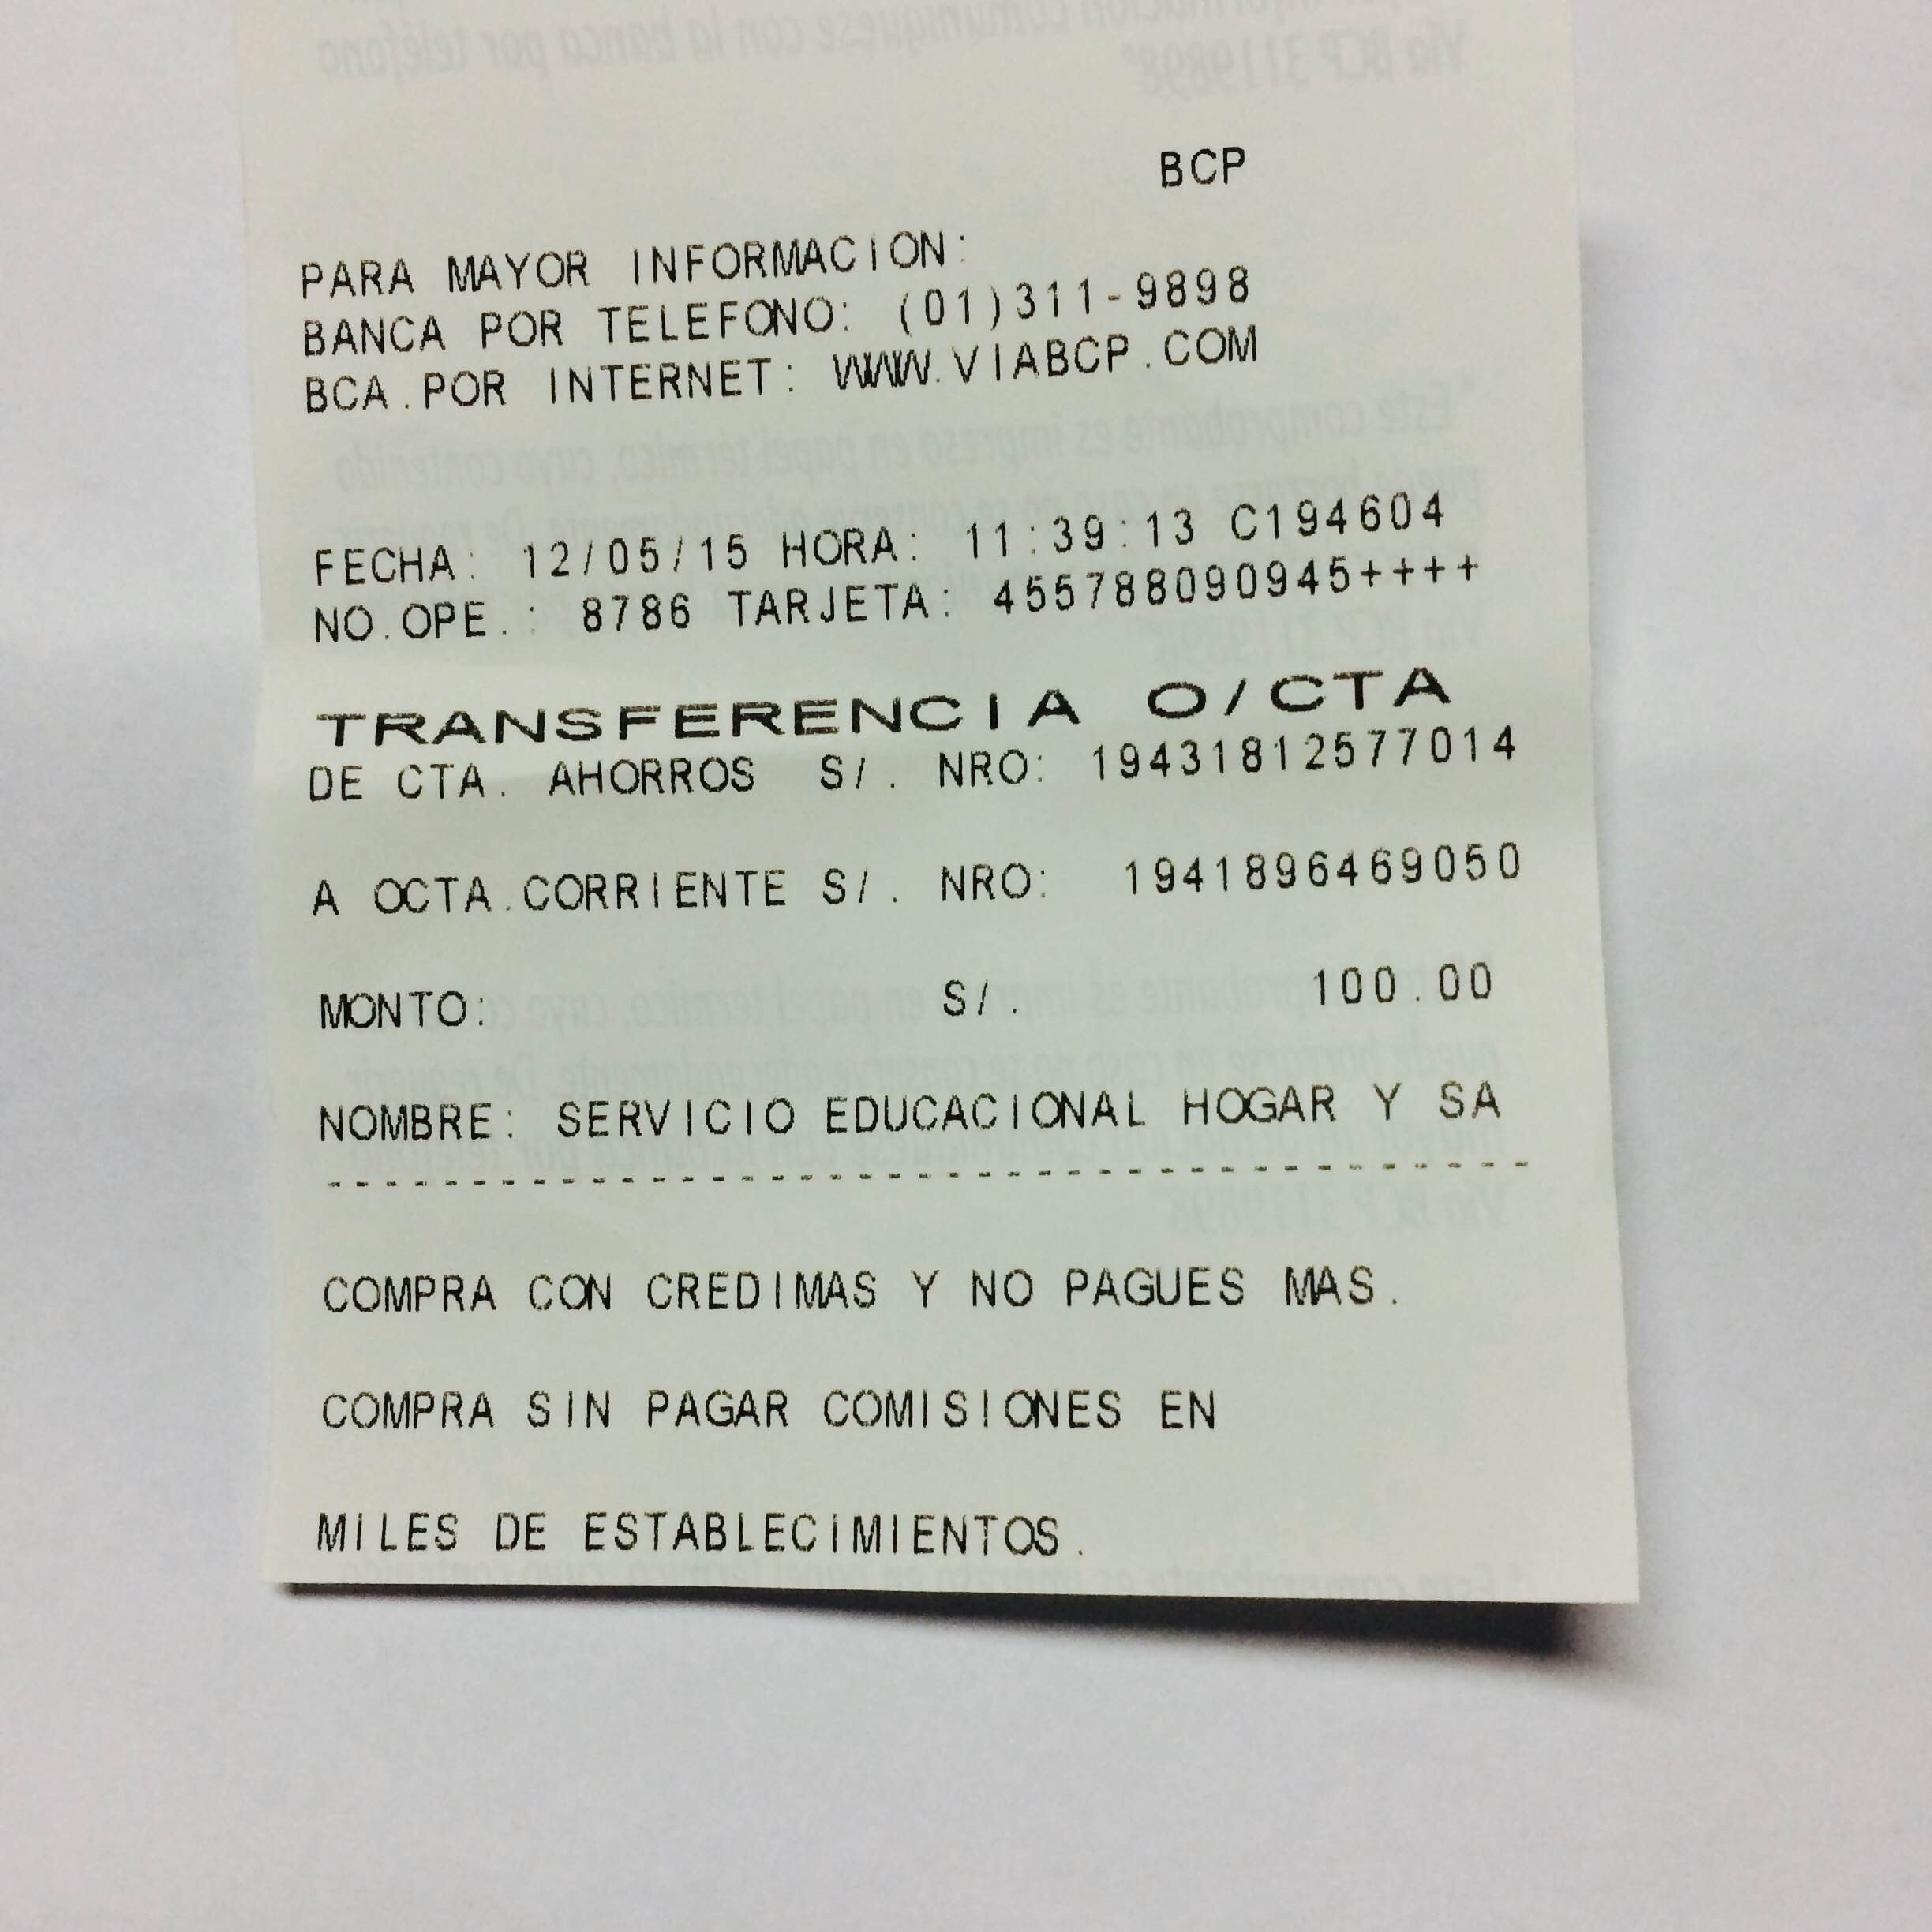 BCP
PARA MAYOR INFORMACION:
BANCA POR TELEFONO: (01)311-9898
BCA.POR INTERNET: WWW.VIABCP.COM
FECHA: 12/05/15 HORA: 11:39:13 C194604
NO.OPE.: 8786 TARJETA: 455788090945++++
TRANSFERENCIA O/CTA
DE CTA. AHORROS S/. NRO: 19431812577014
A OCTA.CORRIENTE S/. NRO: 1941896469050
MONTO: S/. 100.00
NOMBRE: SERVICIO EDUCACIONAL HOGAR Y SA
----------------------------------------
COMPRA CON CREDIMAS Y NO PAGUES MAS.
COMPRA SIN PAGAR COMISIONES EN
MILES DE ESTABLECIMIENTOS.